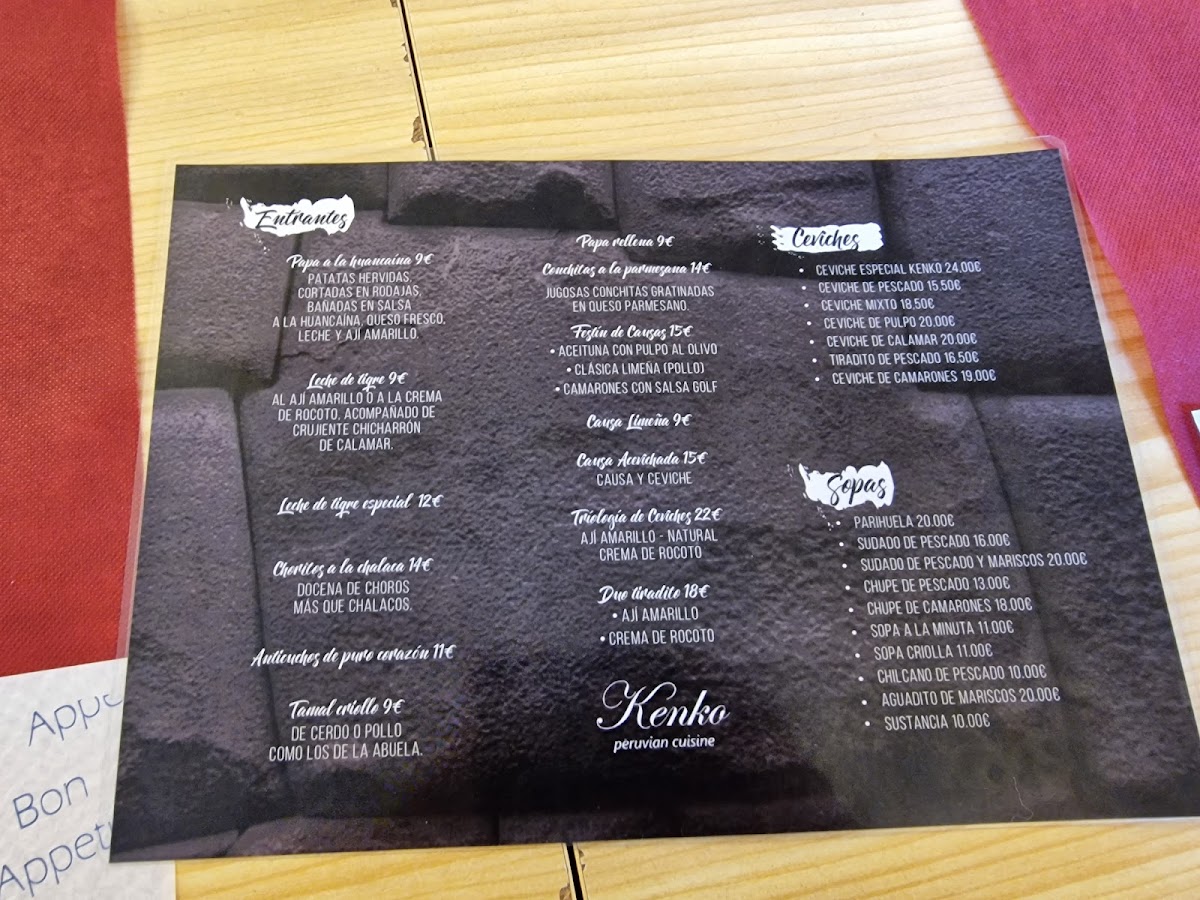 Entrantes
Papa a la huancaína 9€
PATATAS HERVIDAS,
CORTADAS EN RODAJAS,
BAÑADAS EN SALSA
A LA HUANCAÍNA, QUESO FRESCO,
LECHE Y AJÍ AMARILLO.
Leche de tigre 9€
AL AJÍ AMARILLO Ó A LA CREMA
DE ROCOTO, ACOMPAÑADO DE
CRUJIENTE CHICHARRÓN
DE CALAMAR.
Leche de tigre especial 12€
Choritos a la chalaca 14€
DOCENA DE CHOROS
MÁS QUE CHALACOS.
Anticuchos de puro corazón 11€
Tamal criollo 9€
DE CERDO O POLLO
COMO LOS DE LA ABUELA.
Papa rellena 9€
Conchitas a la parmesana 14€
JUGOSAS CONCHITAS GRATINADAS
EN QUESO PARMESANO.
Festín de Causas 15€
• ACEITUNA CON PULPO AL OLIVO
• CLÁSICA LIMEÑA (POLLO)
• CAMARONES CON SALSA GOLF
Causa Limeña 9€
Causa Acevichada 15€
CAUSA Y CEVICHE
Triología de Ceviches 22€
AJÍ AMARILLO - NATURAL
CREMA DE ROCOTO
Duo tiradito 18€
• AJÍ AMARILLO
• CREMA DE ROCOTO
Kenko
peruvian cuisine
Ceviches
• CEVICHE ESPECIAL KENKO 24.00€
• CEVICHE DE PESCADO 15.50€
• CEVICHE MIXTO 18,50€
• CEVICHE DE PULPO 20.00€
• CEVICHE DE CALAMAR 20.00€
• TIRADITO DE PESCADO 16.50€
• CEVICHE DE CAMARONES 19,00€
Sopas
• PARIHUELA 20.00€
• SUDADO DE PESCADO 16.00€
• SUDADO DE PESCADO Y MARISCOS 20.00€
• CHUPE DE PESCADO 13.00€
• CHUPE DE CAMARONES 18.00€
• SOPA A LA MINUTA 11.00€
• SOPA CRIOLLA 11.00€
• CHILCANO DE PESCADO 10.00€
• AGUADITO DE MARISCOS 20.00€
• SUSTANCIA 10.00€
Bon